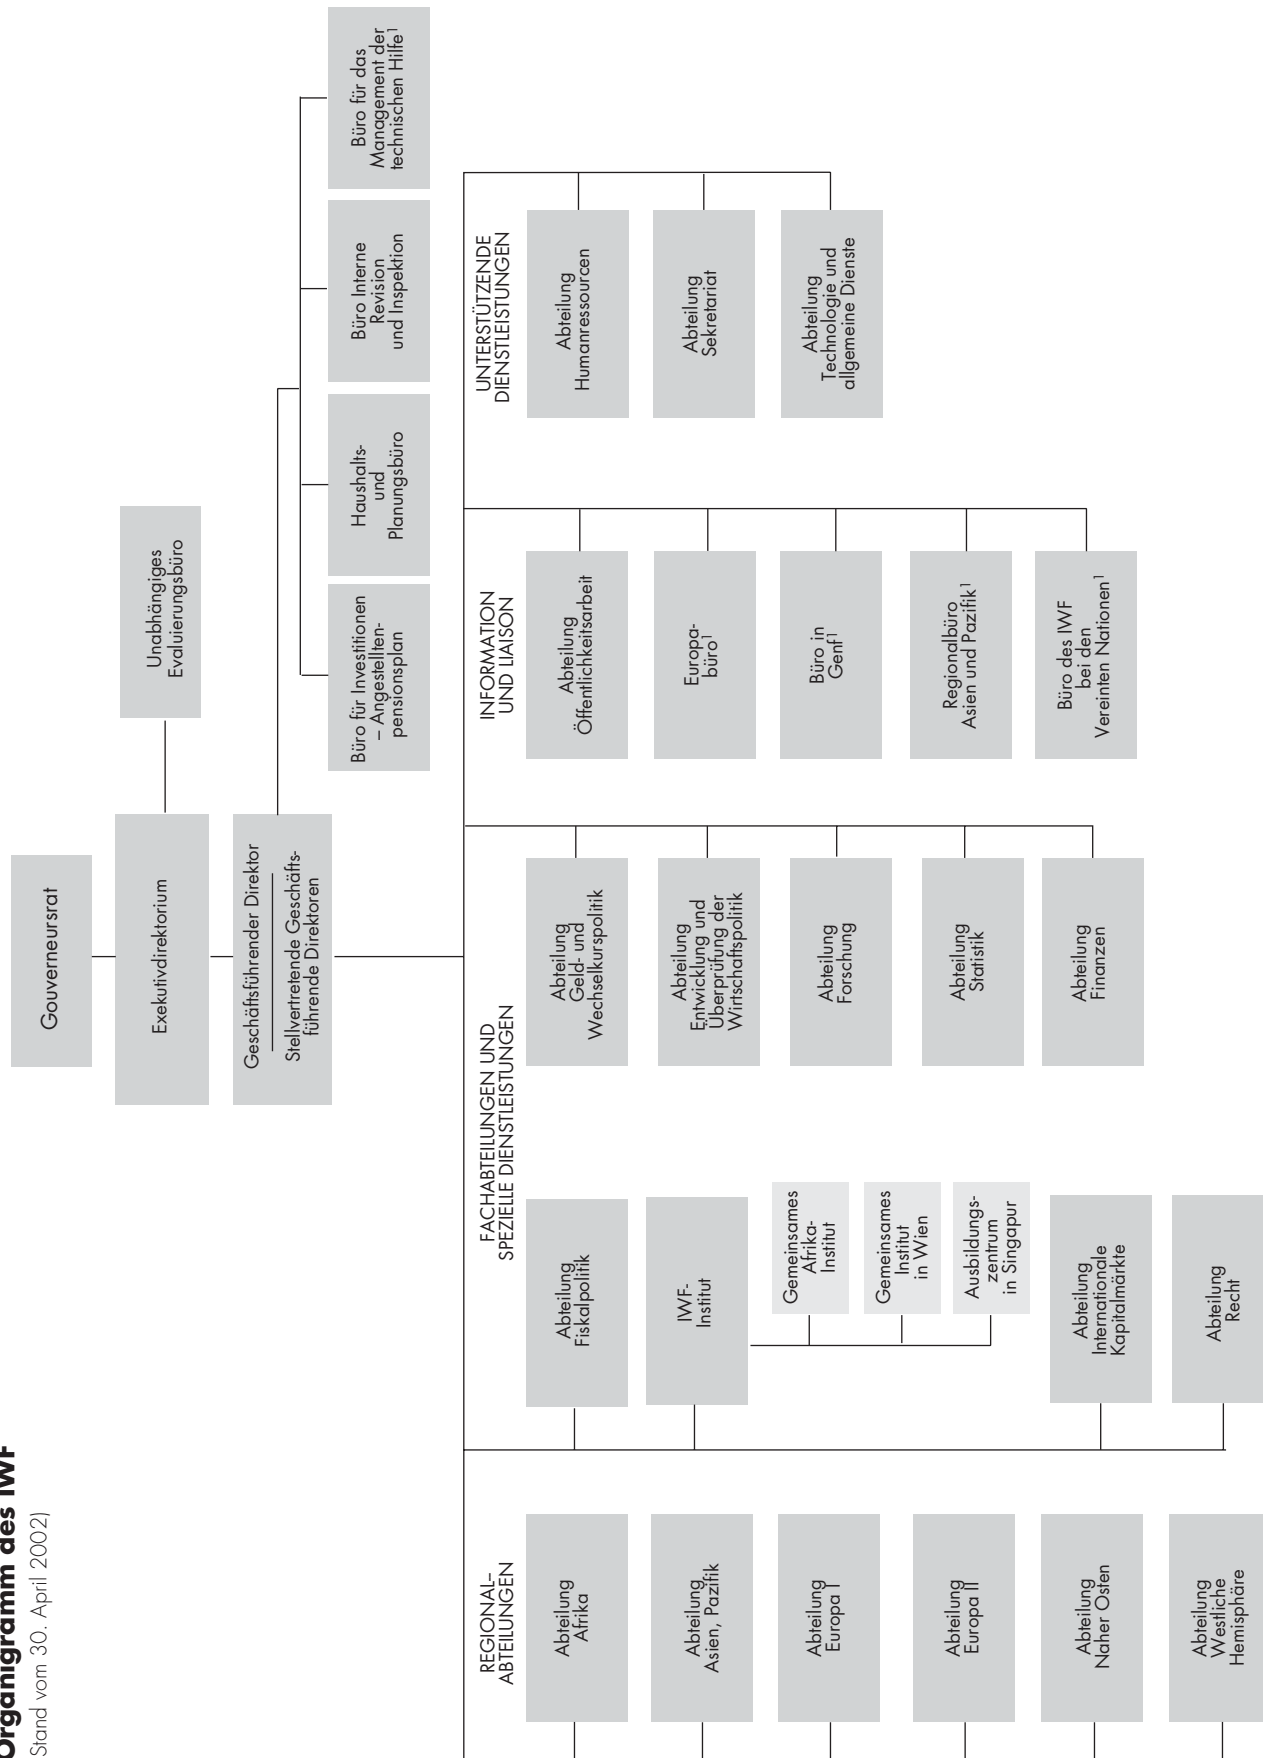 Organigramm des IWF
Stand vom 30. April 2002)
Gouverneursrat
Exekutivdirektorium
Unabhängiges
Evaluierungsbüro
Geschäftsführender Direktor
Stellvertretende Geschäfts-
führende Direktoren
Büro für Investitionen
– Angestellten-
pensionsplan
Haushalts-
und
Planungsbüro
Büro Interne
Revision
und Inspektion
Büro für das
Management der
technischen Hilfe¹
REGIONAL–
ABTEILUNGEN
Abteilung
Afrika
Abteilung
Asien, Pazifik
Abteilung
Europa I
Abteilung
Europa II
Abteilung
Naher Osten
Abteilung
Westliche
Hemisphäre
FACHABTEILUNGEN UND
SPEZIELLE DIENSTLEISTUNGEN
Abteilung
Fiskalpolitik
IWF-
Institut
Gemeinsames
Afrika-
Institut
Gemeinsames
Institut
in Wien
Ausbildungs-
zentrum
in Singapur
Abteilung
Internationale
Kapitalmärkte
Abteilung
Recht
Abteilung
Geld- und
Wechselkurspolitik
Abteilung
Entwicklung und
Überprüfung der
Wirtschaftspolitik
Abteilung
Forschung
Abteilung
Statistik
Abteilung
Finanzen
INFORMATION
UND LIAISON
Abteilung
Öffentlichkeitsarbeit
Europa-
büro¹
Büro in
Genf¹
Regionalbüro
Asien und Pazifik¹
Büro des IWF
bei den
Vereinten Nationen¹
UNTERSTÜTZENDE
DIENSTLEISTUNGEN
Abteilung
Humanressourcen
Abteilung
Sekretariat
Abteilung
Technologie und
allgemeine Dienste